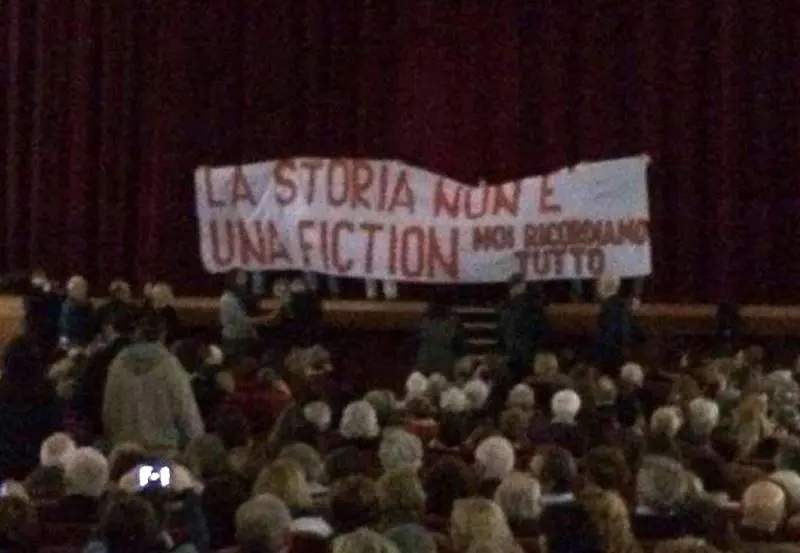 LA STORIA NON È
UNA FICTION NOI RICORDIAMO
TUTTO